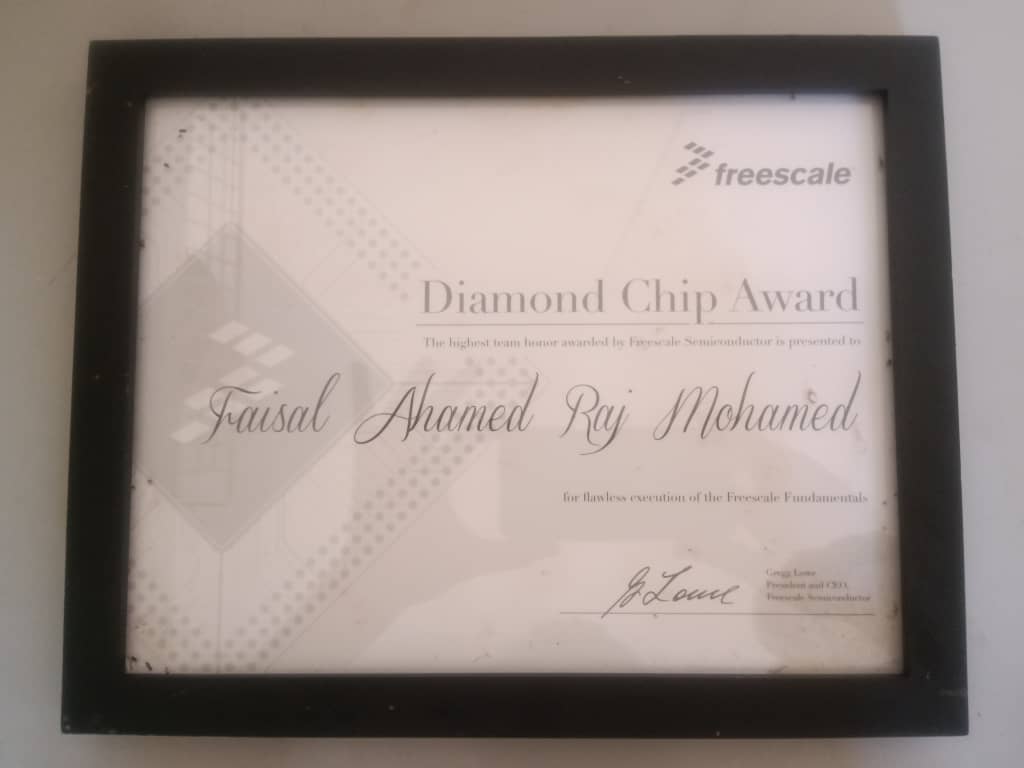 freescale
Diamond Chip Award
The highest team honor awarded by Freescale Semiconductor is presented to
Faisal Ahamed Raj Mohamed
for flawless execution of the Freescale Fundamentals
G Lowe
Gregg Lowe
President and CEO,
Freescale Semiconductor